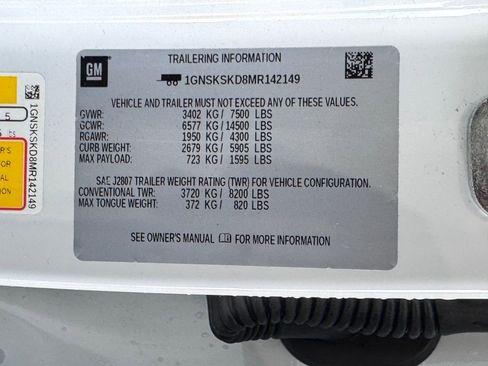 GM
TRAILERING INFORMATION
1GNSKSKD8MR142149
VEHICLE AND TRAILER MUST NOT EXCEED ANY OF THESE VALUES.
GVWR: 3402 KG / 7500 LBS
GCWR: 6577 KG / 14500 LBS
RGAWR: 1950 KG / 4300 LBS
CURB WEIGHT: 2679 KG / 5905 LBS
MAX PAYLOAD: 723 KG / 1595 LBS
SAE J2807 TRAILER WEIGHT RATING (TWR) FOR VEHICLE CONFIGURATION.
CONVENTIONAL TWR: 3720 KG / 8200 LBS
MAX TONGUE WEIGHT: 372 KG / 820 LBS
SEE OWNER'S MANUAL FOR MORE INFORMATION
1GNSKSKD8MR142149
5